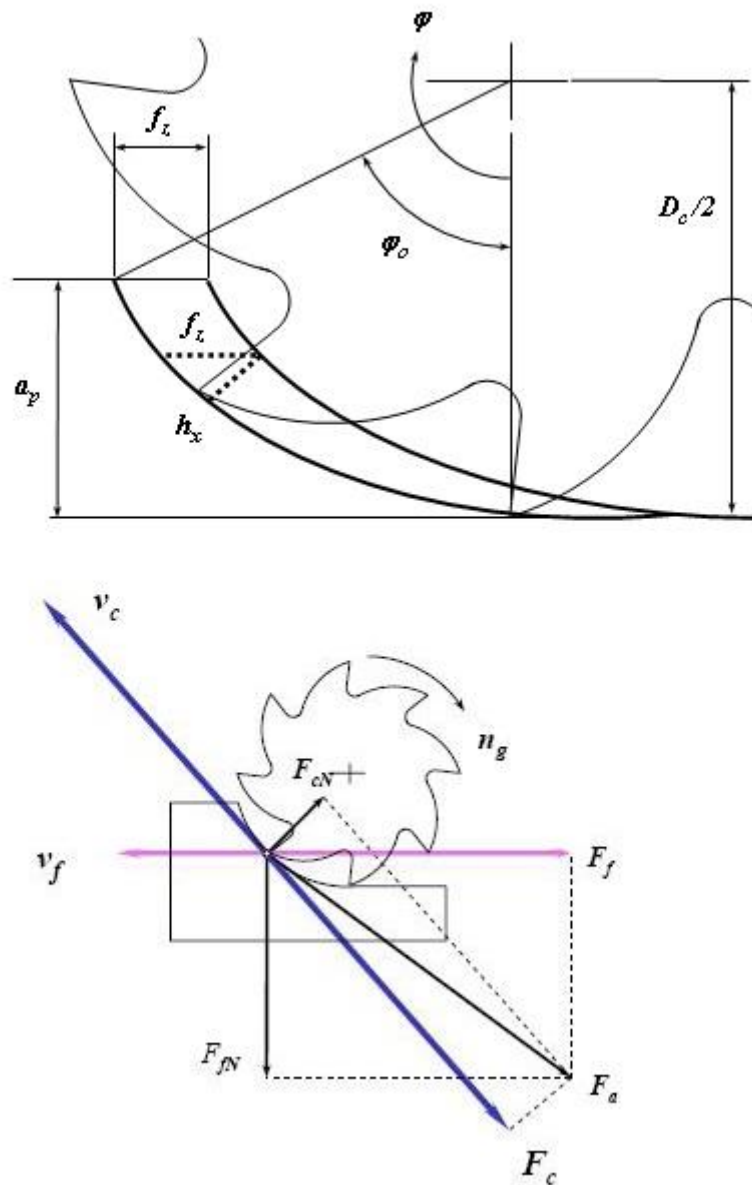 φ
f_z
D_c/2
φ_o
f_z
a_p
h_x
v_c
n_g
F_cN
v_f
F_f
F_fN
F_a
F_c